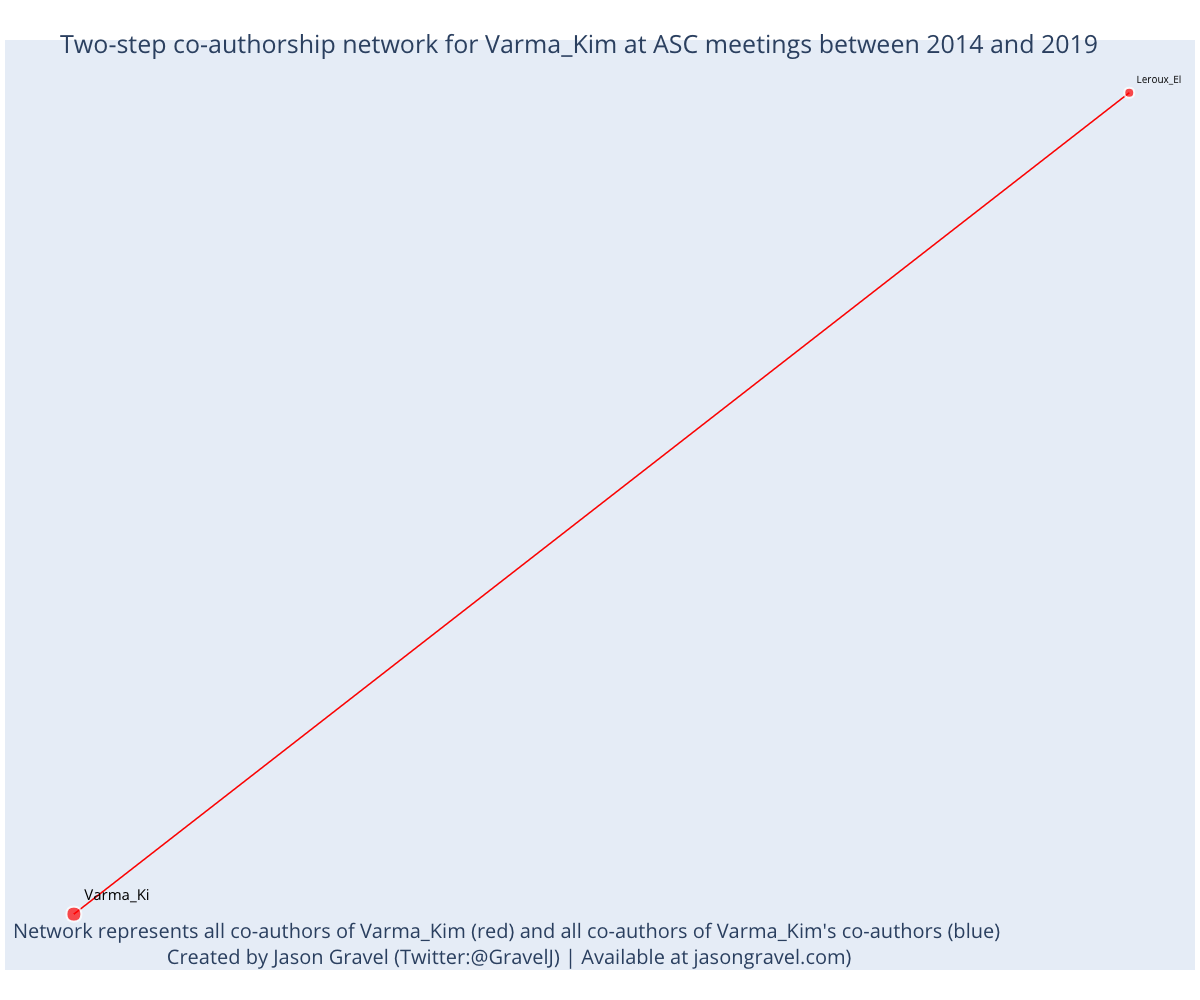 Two-step co-authorship network for Varma_Kim at ASC meetings between 2014 and 2019
Leroux_El
Varma_Ki
Network represents all co-authors of Varma_Kim (red) and all co-authors of Varma_Kim's co-authors (blue)
Created by Jason Gravel (Twitter:@GravelJ) | Available at jasongravel.com)